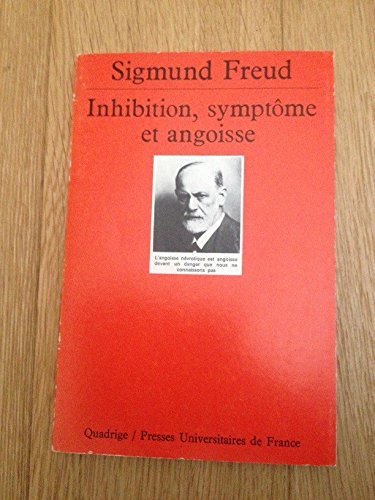 Sigmund Freud
Inhibition, symptôme
et angoisse
L'angoisse névrotique est angoisse
devant un danger que nous ne
connaissons pas
Quadrige / Presses Universitaires de France